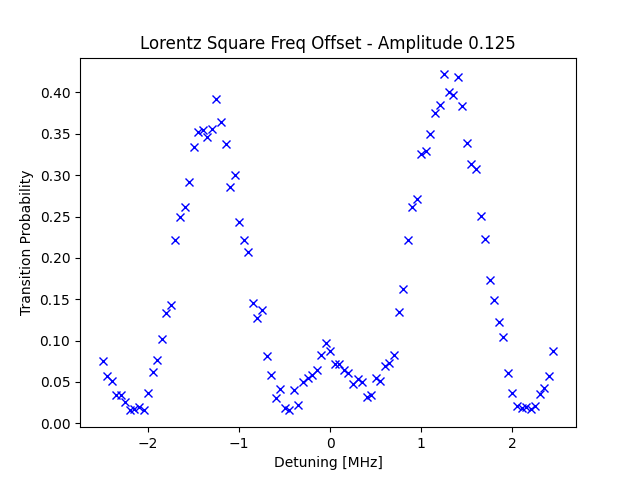 Lorentz Square Freq Offset - Amplitude 0.125
Transition Probability
0.40
0.35
0.30
0.25
0.20
0.15
0.10
0.05
0.00
−2 −1 0 1 2
Detuning [MHz]